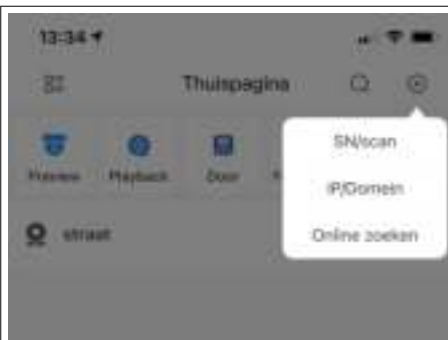 13:34
Thuispagina
SN/scan
IP/Domein
Online zoeken
Preview
Playback
Door
straat